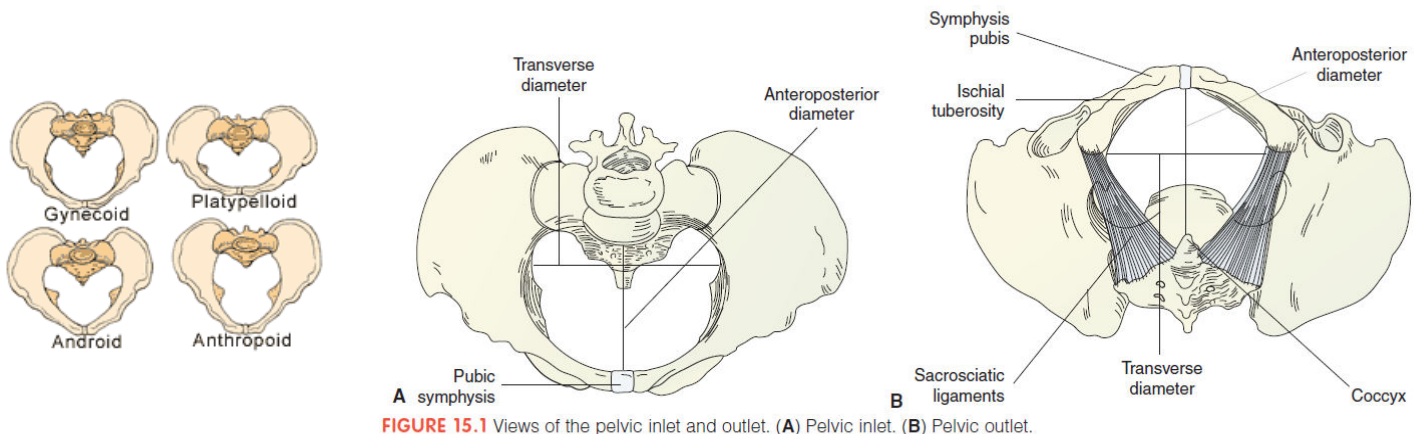 Gynecoid
Platypelloid
Android
Anthropoid
Transverse
diameter
Anteroposterior
diameter
Pubic
symphysis
A
Symphysis
pubis
Ischial
tuberosity
Anteroposterior
diameter
Sacrosciatic
ligaments
Transverse
diameter
Coccyx
B
FIGURE 15.1 Views of the pelvic inlet and outlet. (A) Pelvic inlet. (B) Pelvic outlet.